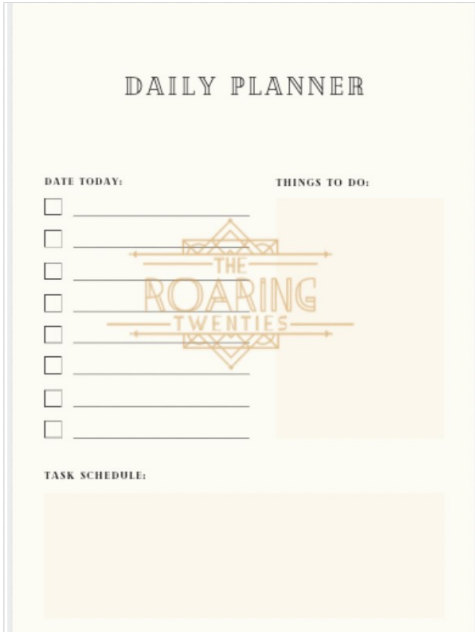 DAILY PLANNER
DATE TODAY:
THINGS TO DO:
THE
ROARING
TWENTIES
TASK SCHEDULE: